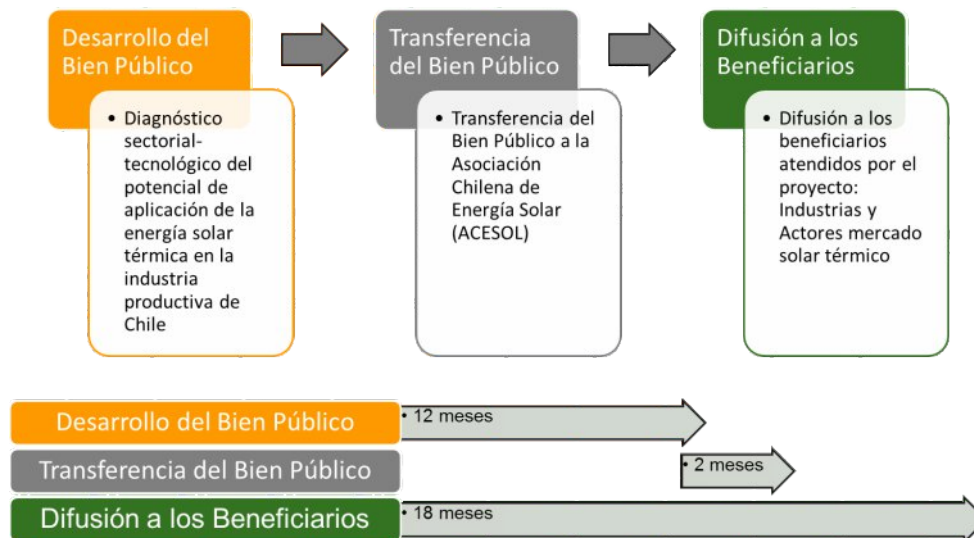 Desarrollo del
Bien Público
• Diagnóstico
sectorial-
tecnológico del
potencial de
aplicación de la
energía solar
térmica en la
industria
productiva de
Chile
Transferencia
del Bien Público
• Transferencia del
Bien Público a la
Asociación
Chilena de
Energía Solar
(ACESOL)
Difusión a los
Beneficiarios
• Difusión a los
beneficiarios
atendidos por el
proyecto:
Industrias y
Actores mercado
solar térmico
Desarrollo del Bien Público
• 12 meses
Transferencia del Bien Público
• 2 meses
Difusión a los Beneficiarios
• 18 meses